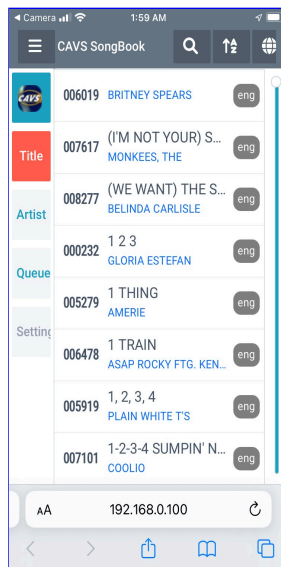 ◀ Camera 1:59 AM
CAVS SongBook
CAVS
Title
Artist
Queue
Setting
006019 BRITNEY SPEARS eng
007617 (I'M NOT YOUR) S... eng
MONKEES, THE
008277 (WE WANT) THE S... eng
BELINDA CARLISLE
000232 1 2 3 eng
GLORIA ESTEFAN
005279 1 THING eng
AMERIE
006478 1 TRAIN eng
ASAP ROCKY FTG. KEN...
005919 1, 2, 3, 4 eng
PLAIN WHITE T'S
007101 1-2-3-4 SUMPIN' N... eng
COOLIO
AA 192.168.0.100